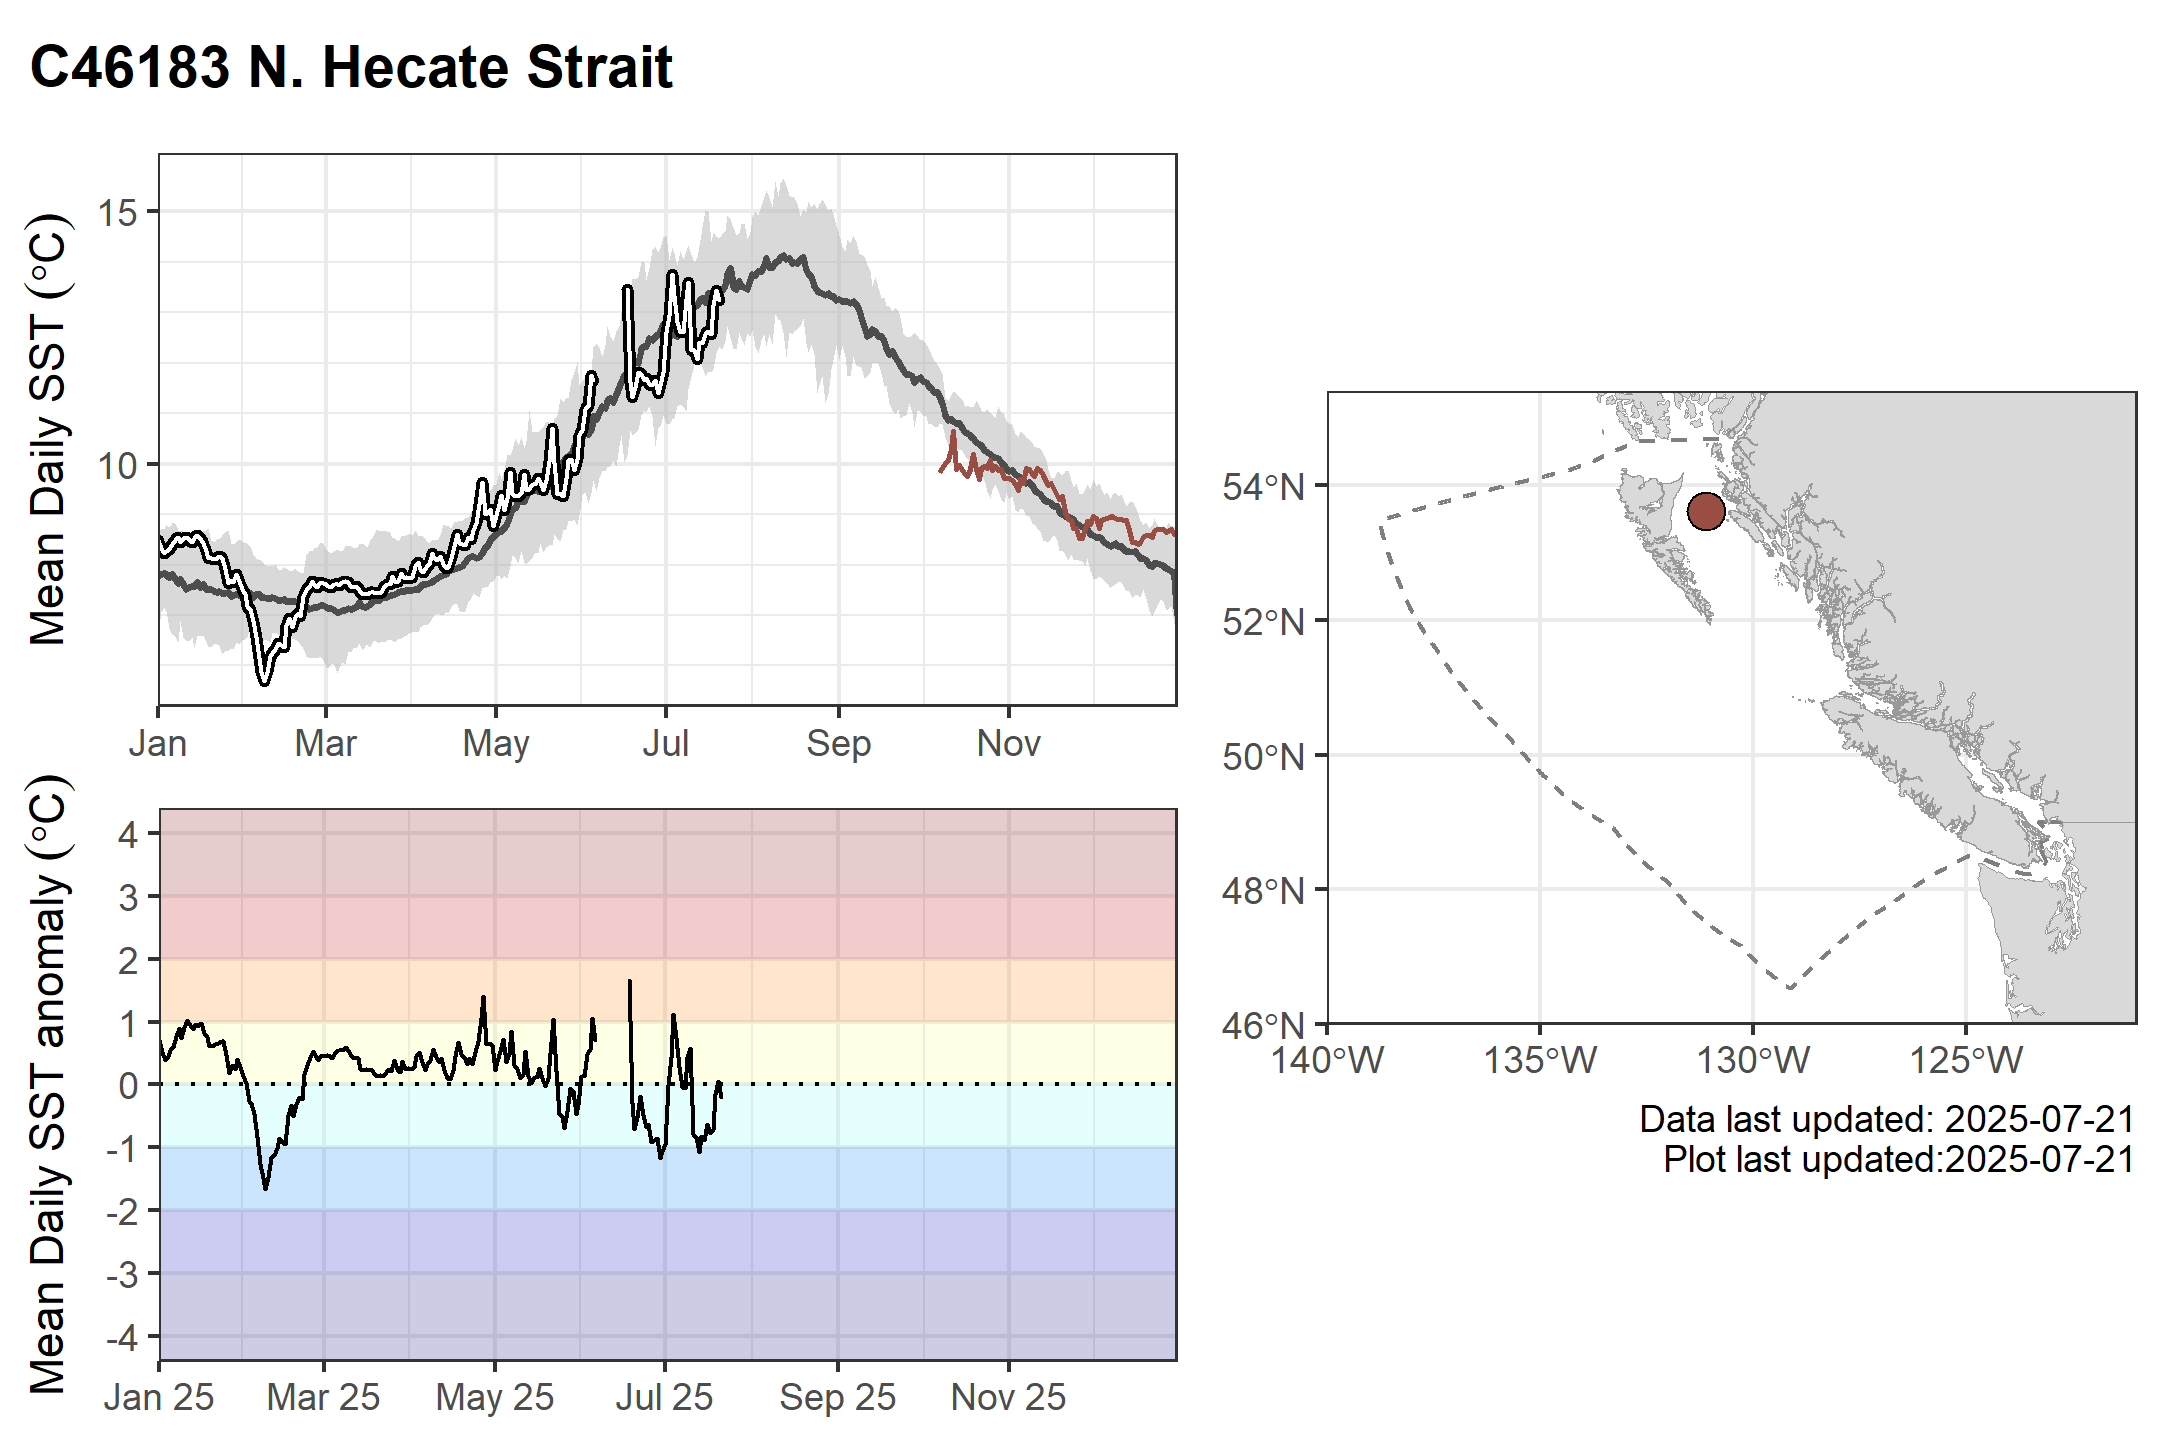 C46183 N. Hecate Strait
Mean Daily SST (°C)
15
10
Jan Mar May Jul Sep Nov
Mean Daily SST anomaly (°C)
4
3
2
1
0
-1
-2
-3
-4
Jan 25 Mar 25 May 25 Jul 25 Sep 25 Nov 25
54°N
52°N
50°N
48°N
46°N
140°W 135°W 130°W 125°W
Data last updated: 2025-07-21
Plot last updated:2025-07-21